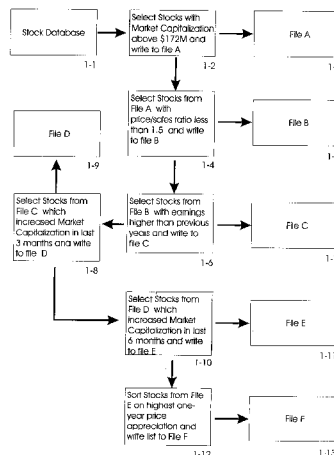 Stock Database
1-1
Select Stocks with
Market Capitalization
above $172M and
write to file A
1-2
File A
Select Stocks from
File A with
price/sales ratio less
than 1.5 and write
to file B
1-4
File B
File D
1-9
Select Stocks from
File B with earnings
higher than previous
years and write to
file C
1-6
File C
Select Stocks from
File C which
increased Market
Capitalization in last
3 months and write
to file D
1-8
Select Stocks from
File D which
increased Market
Capitalization in last
6 months and write
to file E
1-10
File E
1-11
Sort Stocks from File
E on highest one-
year price
appreciation and
write list to File F
1-12
File F
1-13